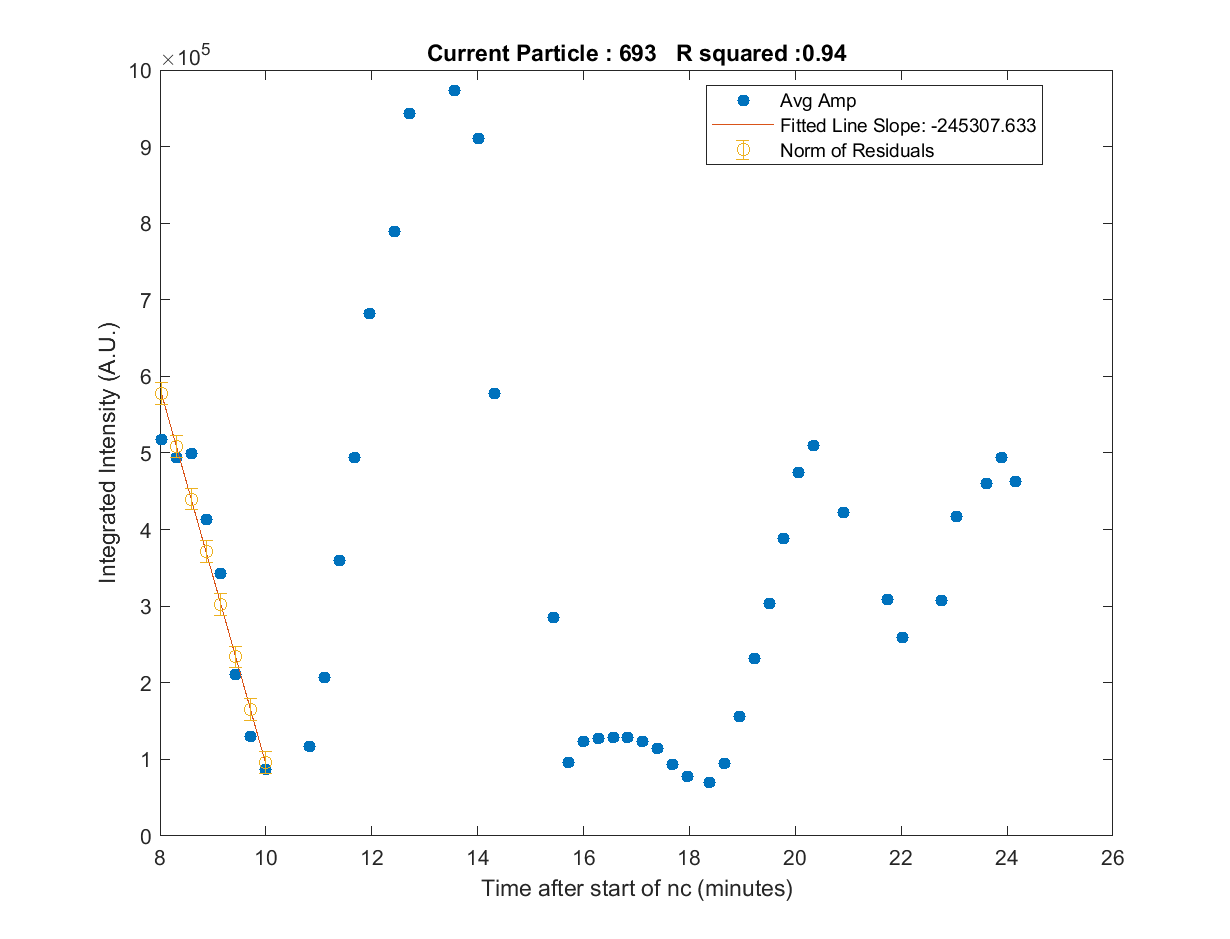 Current Particle : 693 R squared :0.94
×10^5
Avg Amp
Fitted Line Slope: -245307.633
Norm of Residuals
10
9
8
7
6
5
4
3
2
1
0
Integrated Intensity (A.U.)
8 10 12 14 16 18 20 22 24 26
Time after start of nc (minutes)